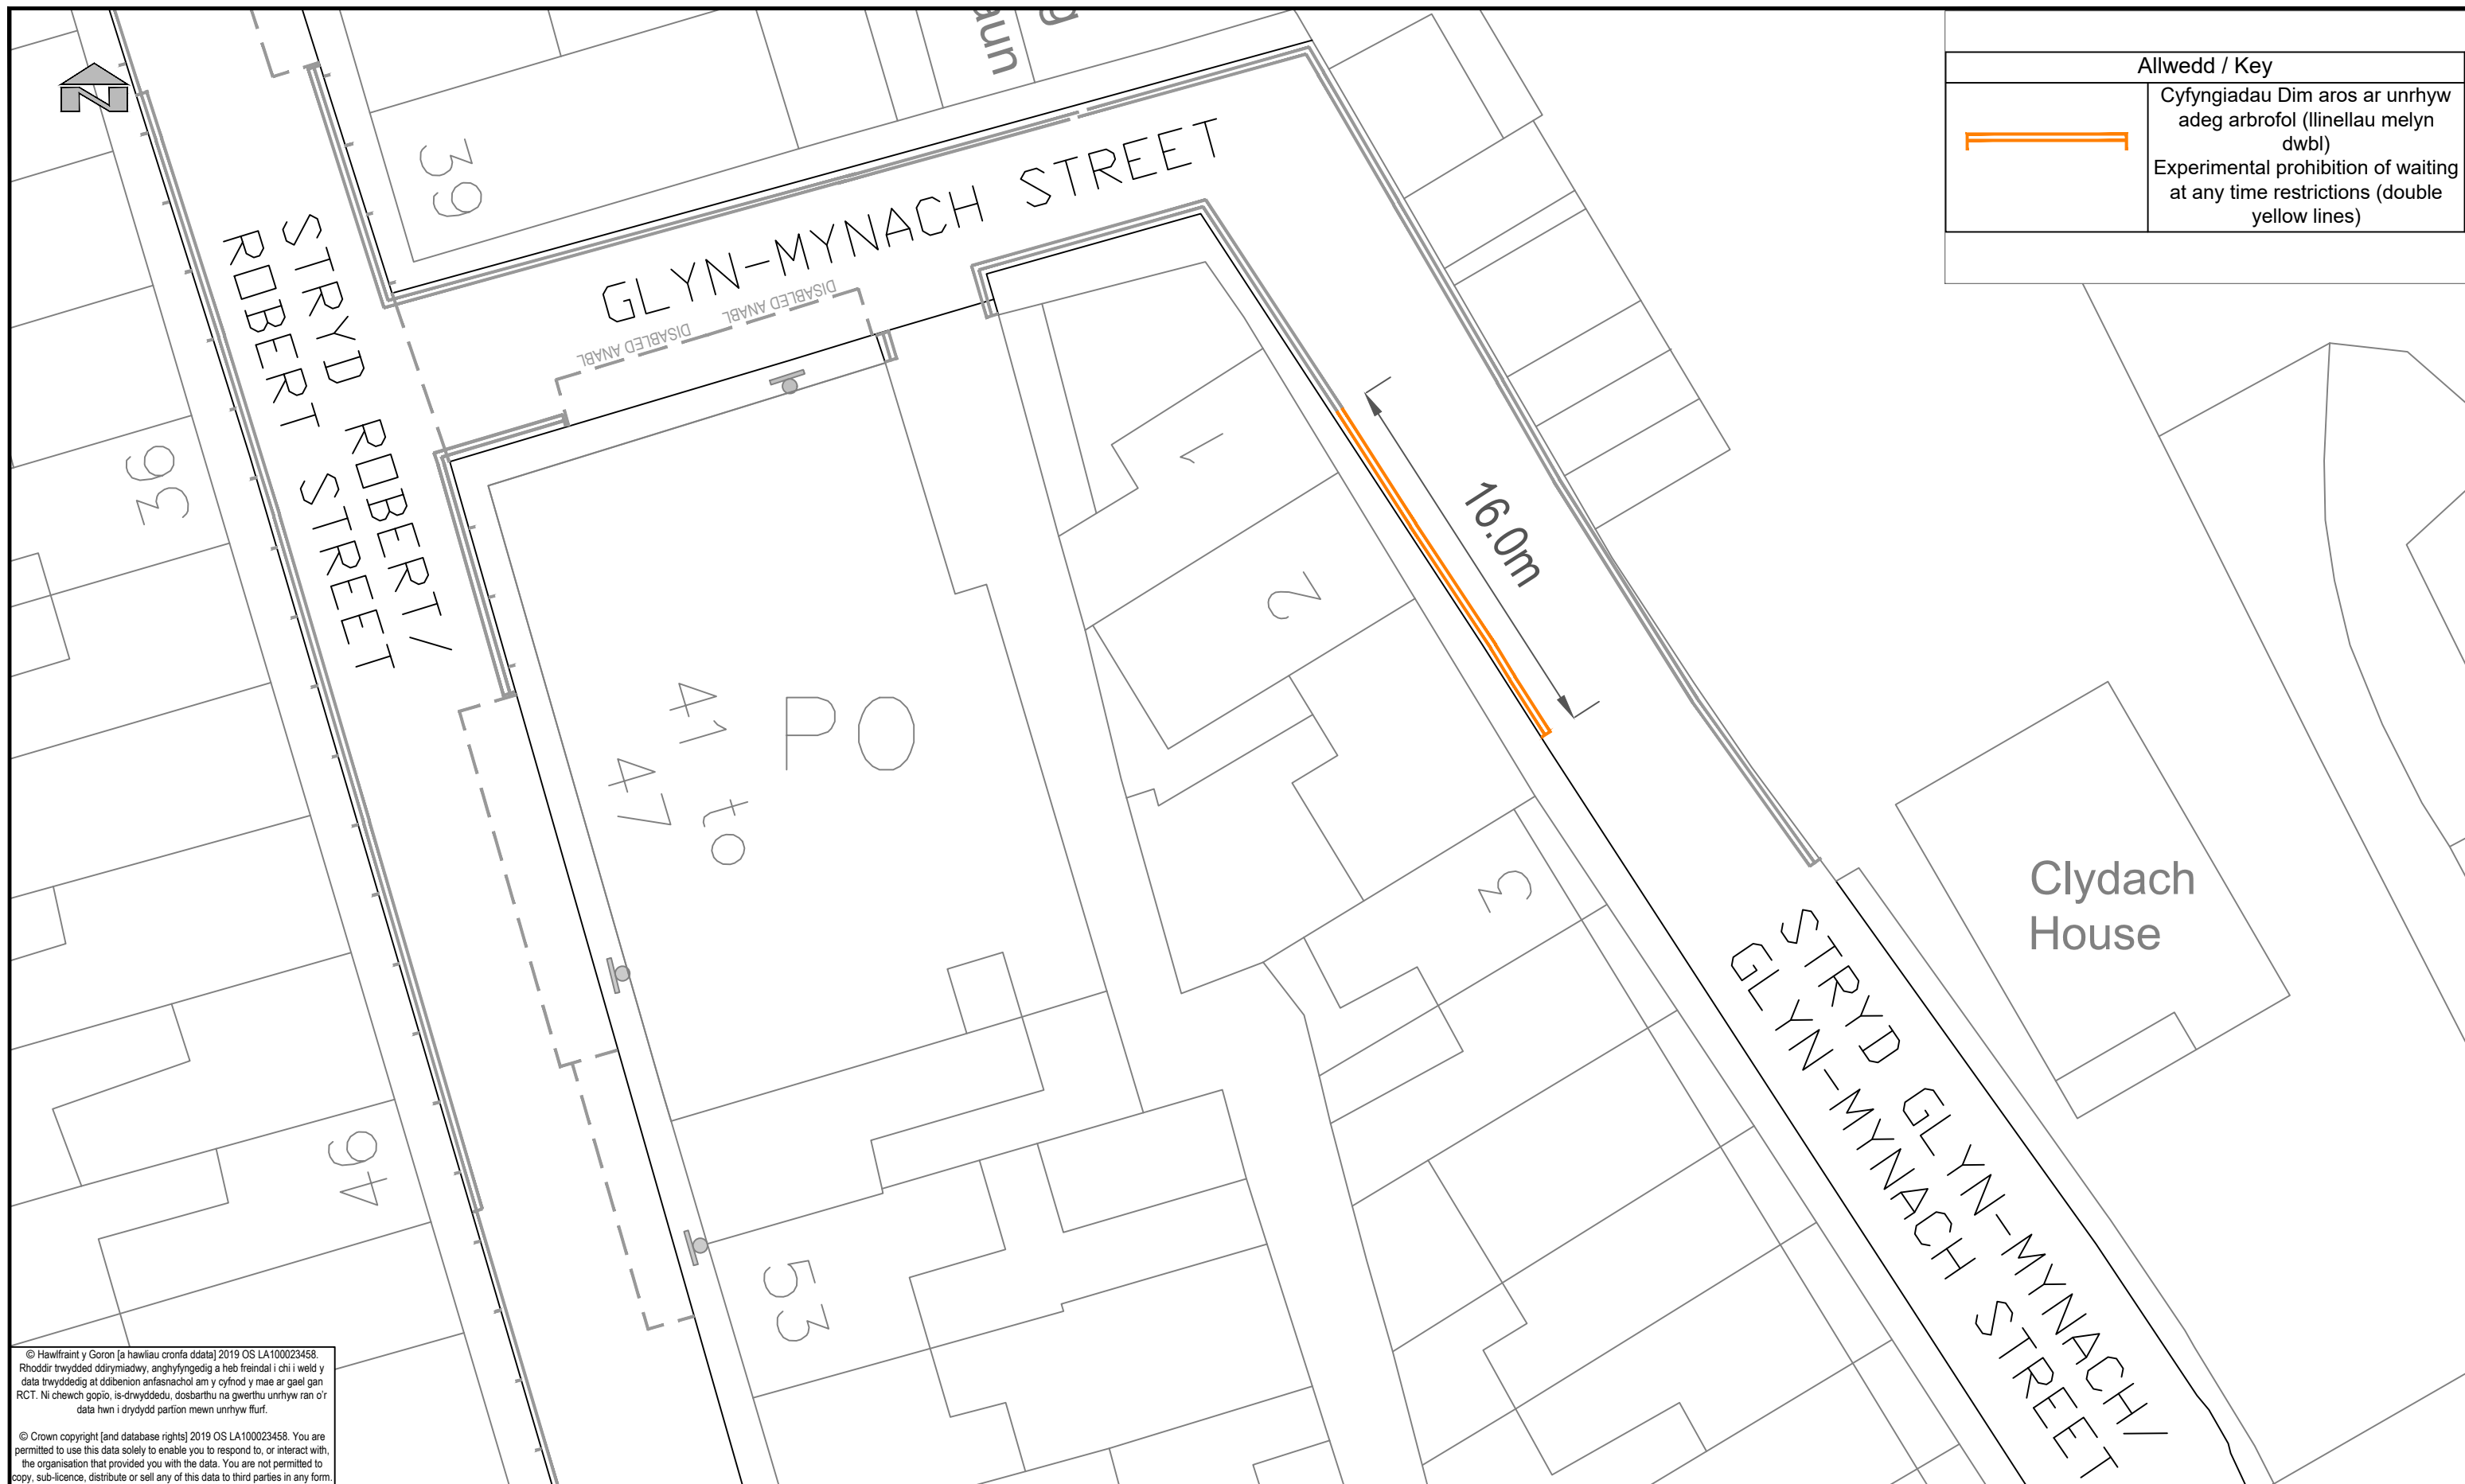 Allwedd / Key
Cyfyngiadau Dim aros ar unrhyw
adeg arbrofol (llinellau melyn
dwbl)
Experimental prohibition of waiting
at any time restrictions (double
yellow lines)
39
GLYN-MYNACH STREET
DISABLED ANABL
DISABLED ANABL
STRYD ROBERT/
ROBERT STREET
36
1
2
16.0m
PO
41
to
47
3
Clydach
House
STRYD GLYN-MYNACH/
GLYN-MYNACH STREET
46
53
© Hawlfraint y Goron [a hawliau cronfa ddata] 2019 OS LA100023458.
Rhoddir trwydded ddirymiadwy, anghyfyngedig a heb freindal i chi i weld y
data trwyddedig at ddibenion anfasnachol am y cyfnod y mae ar gael gan
RCT. Ni chewch gopïo, is-drwyddedu, dosbarthu na gwerthu unrhyw ran o'r
data hwn i drydydd partïon mewn unrhyw ffurf.
© Crown copyright [and database rights] 2019 OS LA100023458. You are
permitted to use this data solely to enable you to respond to, or interact with,
the organisation that provided you with the data. You are not permitted to
copy, sub-licence, distribute or sell any of this data to third parties in any form.